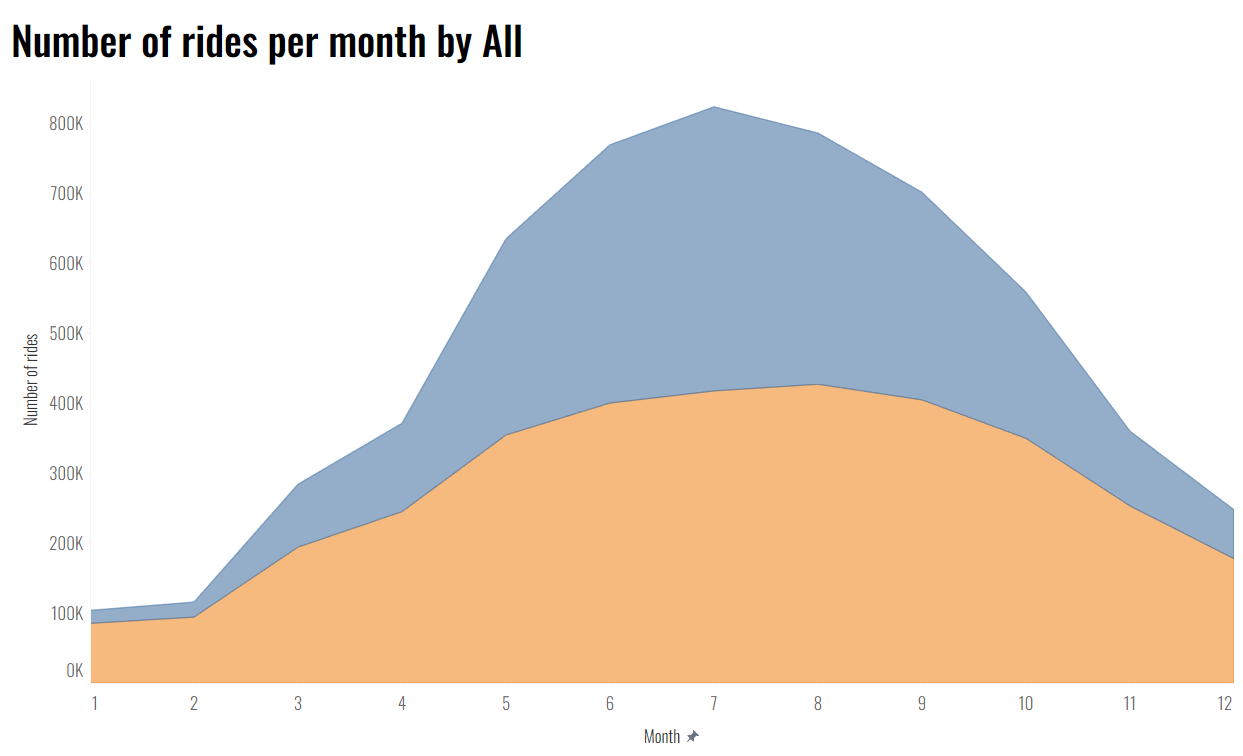 Number of rides per month by All
800K
700K
600K
500K
400K
300K
200K
100K
0K
Number of rides
1 2 3 4 5 6 7 8 9 10 11 12
Month